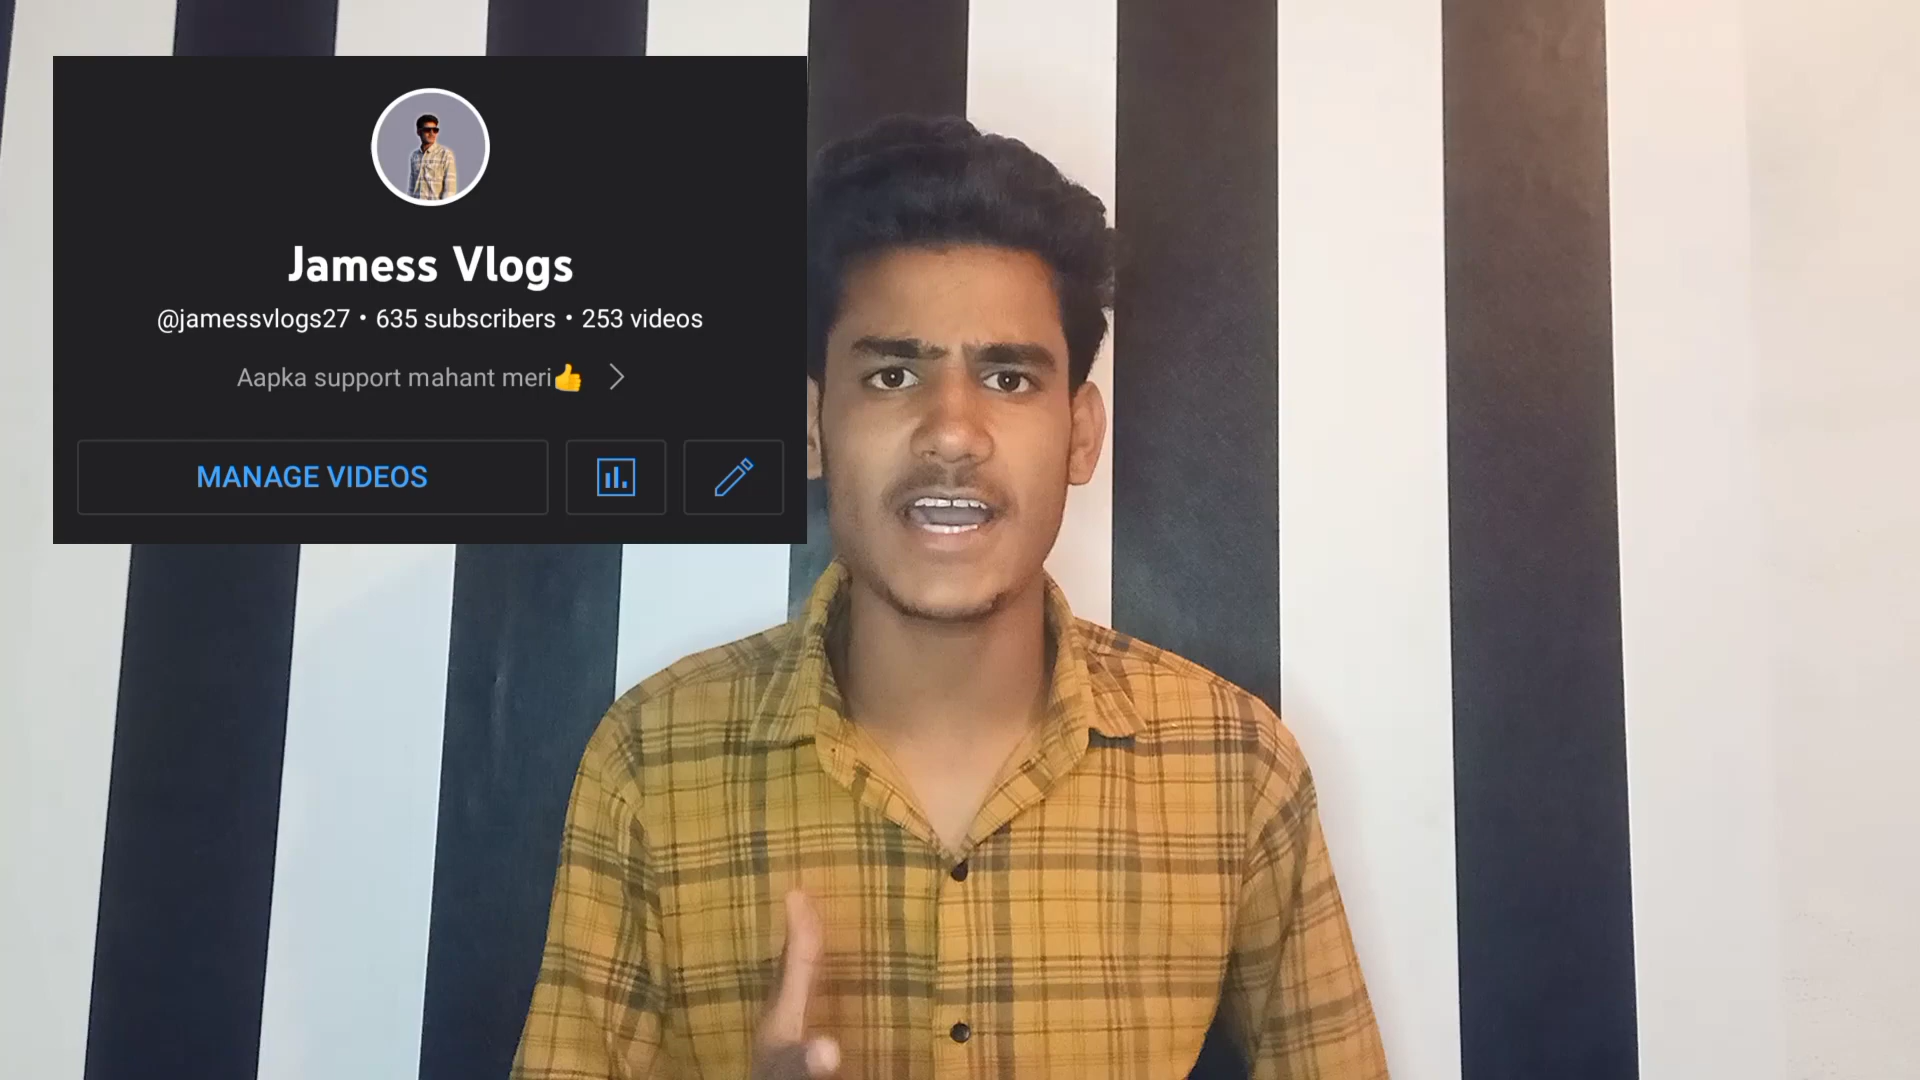 Jamess Vlogs
@jamessvlogs27 • 635 subscribers • 253 videos
Aapka support mahant meri👍
MANAGE VIDEOS